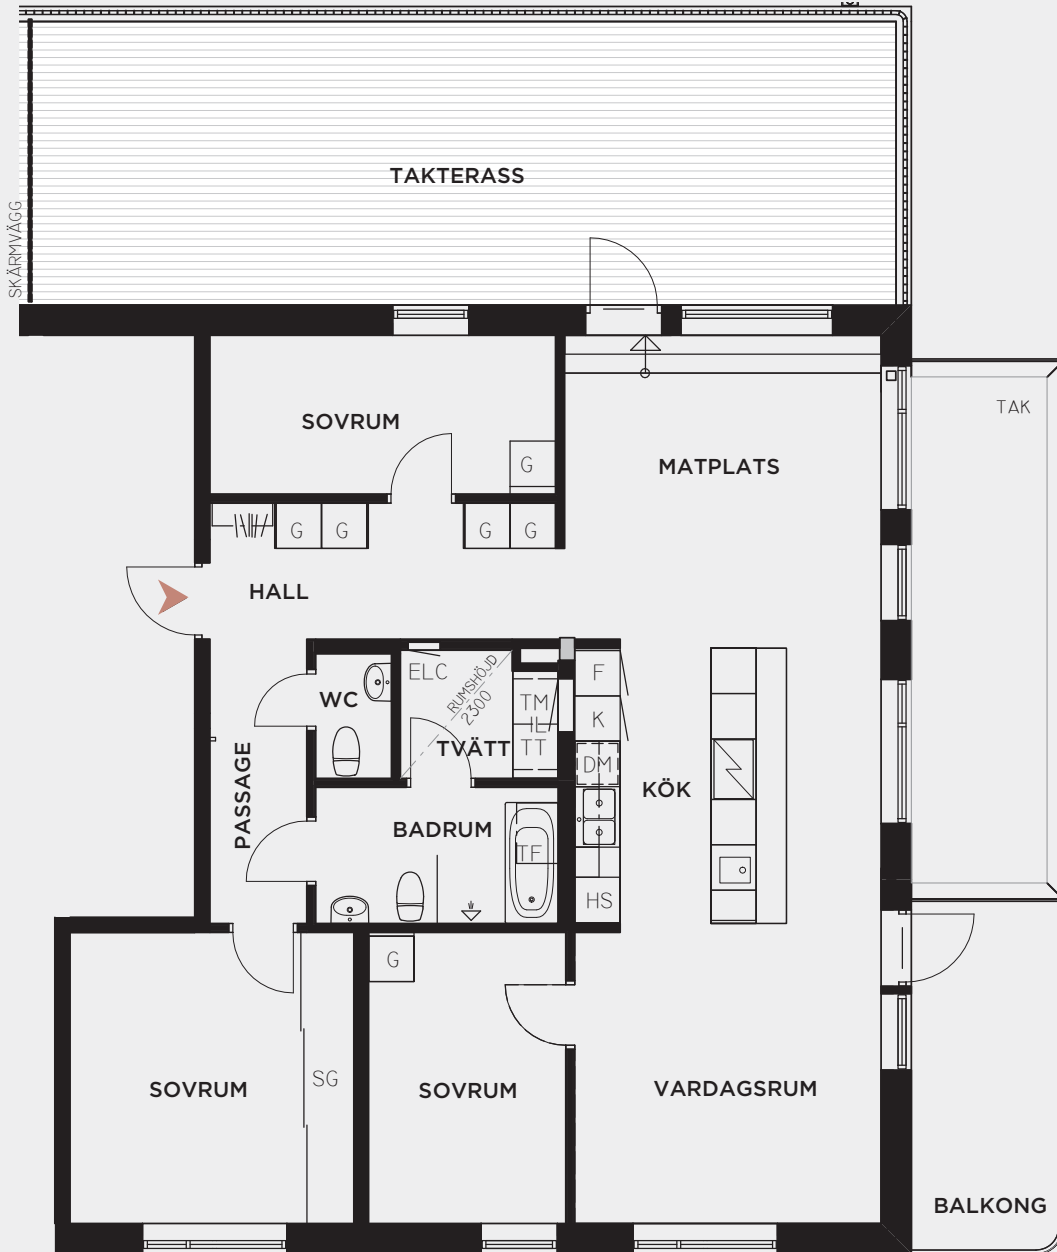 TAKTERASS
SKÄRMVÄGG
TAK
SOVRUM
G
MATPLATS
G
G
G
G
HALL
ELC
RUMSHÖJD
2300
F
WC
TM
IL
TT
K
TVÄTT
DM
KÖK
PASSAGE
BADRUM
TF
HS
G
SOVRUM
SG
SOVRUM
VARDAGSRUM
BALKONG